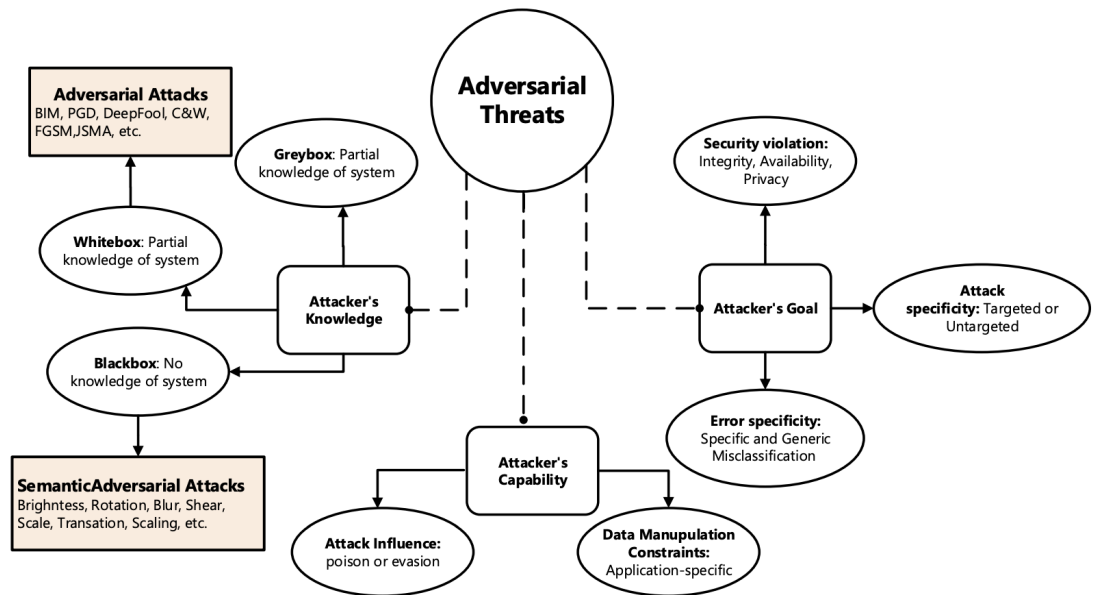 Adversarial
Threats
Adversarial Attacks
BIM, PGD, DeepFool, C&W,
FGSM,JSMA, etc.
Greybox: Partial
knowledge of system
Whitebox: Partial
knowledge of system
Attacker's
Knowledge
Blackbox: No
knowledge of system
SemanticAdversarial Attacks
Brighntess, Rotation, Blur, Shear,
Scale, Transation, Scaling, etc.
Attacker's
Capability
Attack Influence:
poison or evasion
Data Manupulation
Constraints:
Application-specific
Security violation:
Integrity, Availability,
Privacy
Attacker's Goal
Attack
specificity: Targeted or
Untargeted
Error specificity:
Specific and Generic
Misclassification